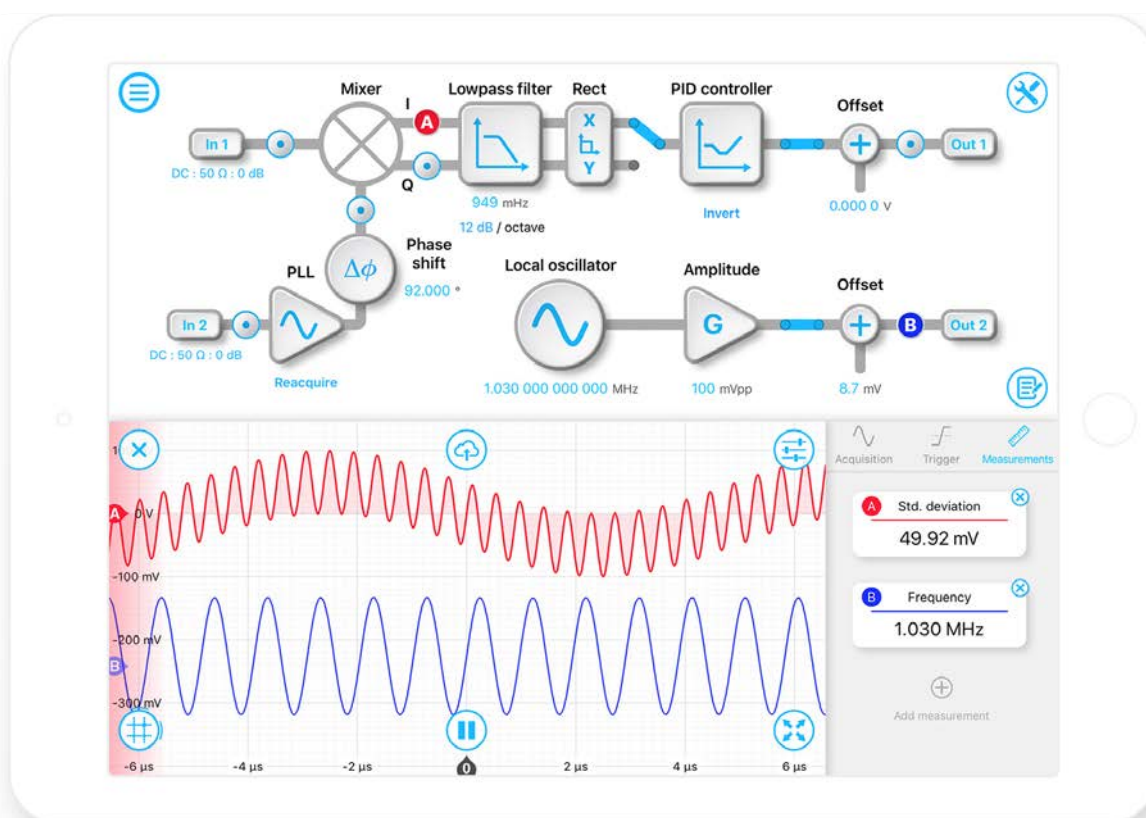 Mixer
Lowpass filter
Rect
PID controller
Offset
I
A
X
In 1
Y
Out 1
Q
DC : 50 Ω : 0 dB
949 mHz
Invert
0.000 0 V
12 dB / octave
Phase
shift
PLL
Δϕ
Local oscillator
Amplitude
Offset
92.000 °
In 2
G
B
Out 2
DC : 50 Ω : 0 dB
Reacquire
1.030 000 000 000 MHz
100 mVpp
8.7 mV
Acquisition
Trigger
Measurements
A
Std. deviation
49.92 mV
B
Frequency
1.030 MHz
Add measurement
A
0 V
-100 mV
-200 mV
B
-300 mV
-6 µs
-4 µs
-2 µs
0
2 µs
4 µs
6 µs